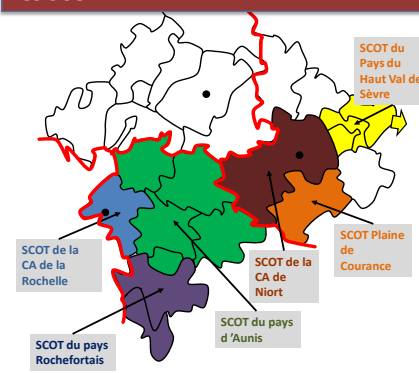 SCOT du
Pays du
Haut Val de
Sèvre
SCOT de la
CA de la
Rochelle
SCOT Plaine
de
Courance
SCOT de la
CA de
Niort
SCOT du pays
d 'Aunis
SCOT du pays
Rochefortais